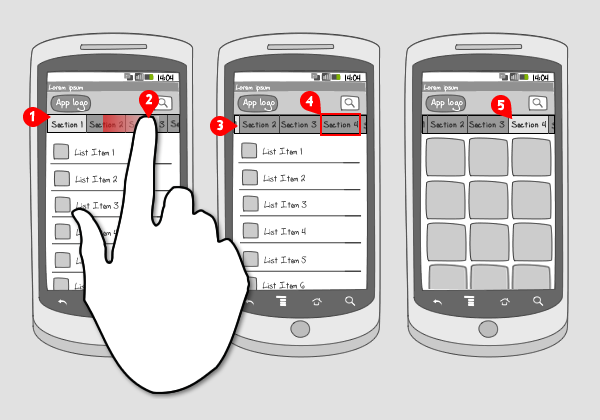 14:04
Lorem ipsum
App logo
2
1
Section 1 Section 2 S 3 Se
List Item 1
List Item 2
List Item 3
List Item 4
14:04
Lorem ipsum
App logo
4
3
Section 2 Section 3 Section 4 S
List Item 1
List Item 2
List Item 3
List Item 4
List Item 5
List Item 6
14:04
Lorem ipsum
App logo
5
Section 2 Section 3 Section 4 S